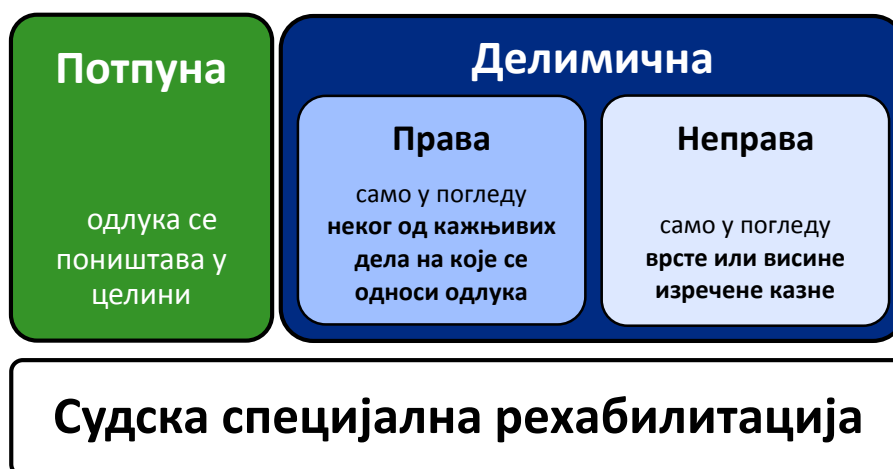 Потпуна
одлука се
поништава у
целини
Делимична
Права
само у погледу
неког од кажњивих
дела на које се
односи одлука
Неправа
само у погледу
врсте или висине
изречене казне
Судска специјална рехабилитација